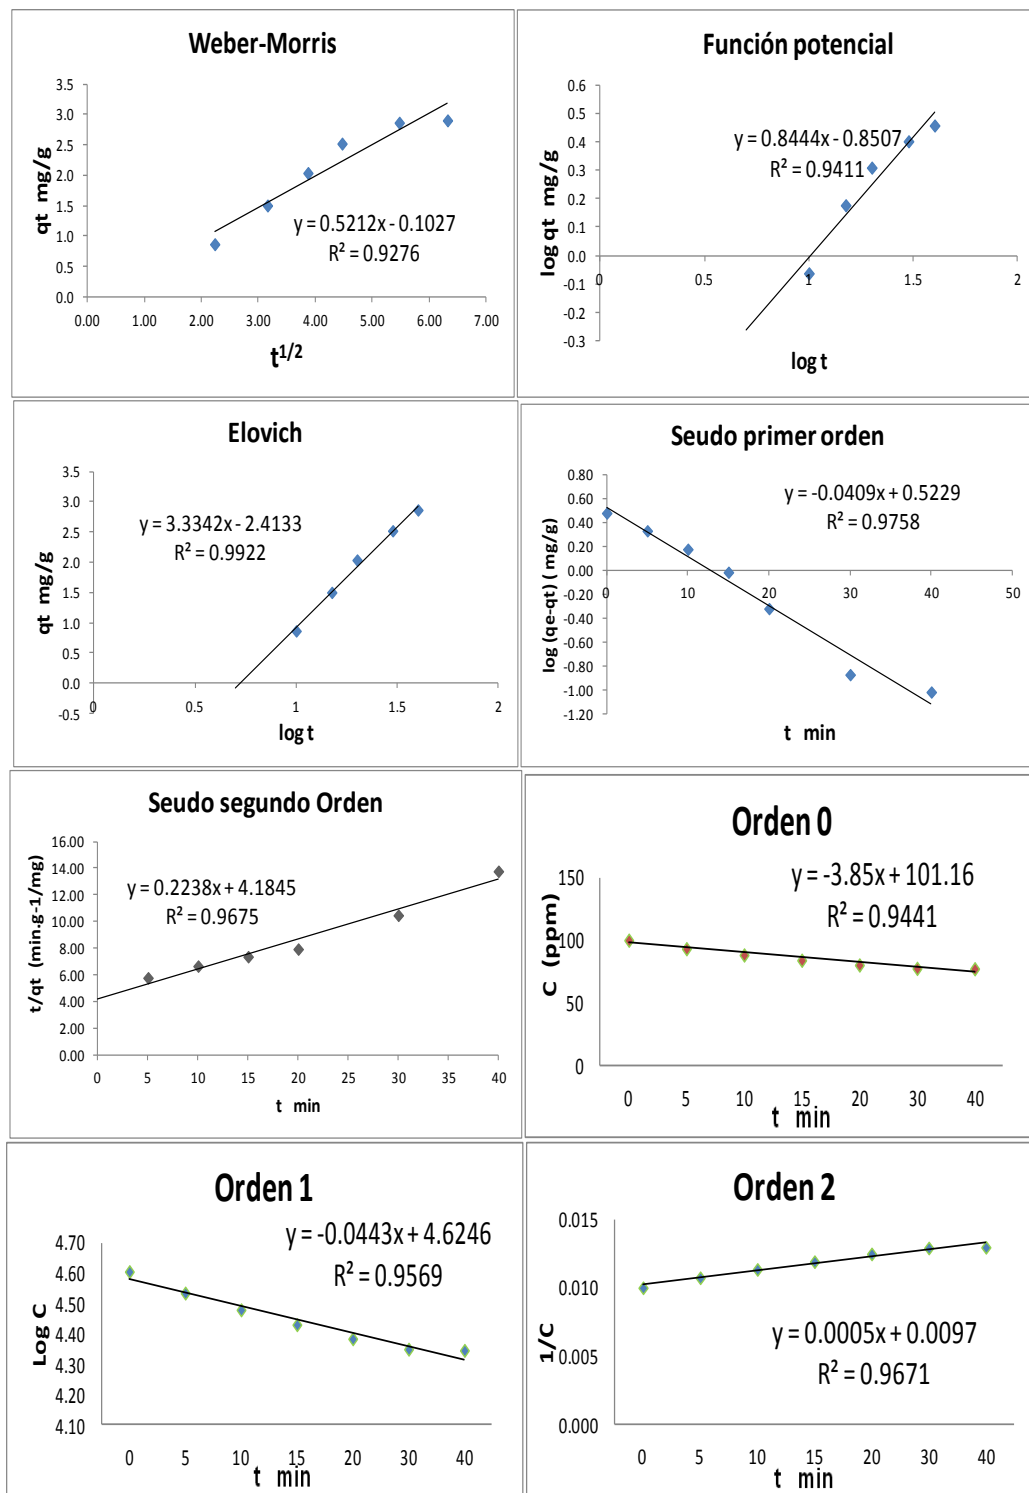 Weber-Morris
3.5
3.0
2.5
2.0
1.5
1.0
0.5
0.0
qt mg/g
y = 0.5212x - 0.1027
R² = 0.9276
0.00 1.00 2.00 3.00 4.00 5.00 6.00 7.00
t1/2
Función potencial
0.6
0.5
0.4
0.3
0.2
0.1
0.0
-0.1
-0.2
-0.3
log qt mg/g
y = 0.8444x - 0.8507
R² = 0.9411
0 0.5 1 1.5 2
log t
Elovich
3.5
3.0
2.5
2.0
1.5
1.0
0.5
0.0
-0.5
qt mg/g
y = 3.3342x - 2.4133
R² = 0.9922
0 0.5 1 1.5 2
log t
Seudo primer orden
0.80
0.60
0.40
0.20
0.00
-0.20
-0.40
-0.60
-0.80
-1.00
-1.20
log (qe-qt) ( mg/g)
y = -0.0409x + 0.5229
R² = 0.9758
0 10 20 30 40 50
t min
Seudo segundo Orden
16.00
14.00
12.00
10.00
8.00
6.00
4.00
2.00
0.00
t/qt (min.g-1/mg)
y = 0.2238x + 4.1845
R² = 0.9675
0 5 10 15 20 30 40
t min
Orden 0
150
100
50
0
C (ppm)
y = -3.85x + 101.16
R² = 0.9441
0 5 10 15 20 30 40
t min
Orden 1
4.70
4.60
4.50
4.40
4.30
4.20
4.10
Log C
y = -0.0443x + 4.6246
R² = 0.9569
0 5 10 15 20 30 40
t min
Orden 2
0.015
0.010
0.005
0.000
1/C
y = 0.0005x + 0.0097
R² = 0.9671
0 5 10 15 20 30 40
t min